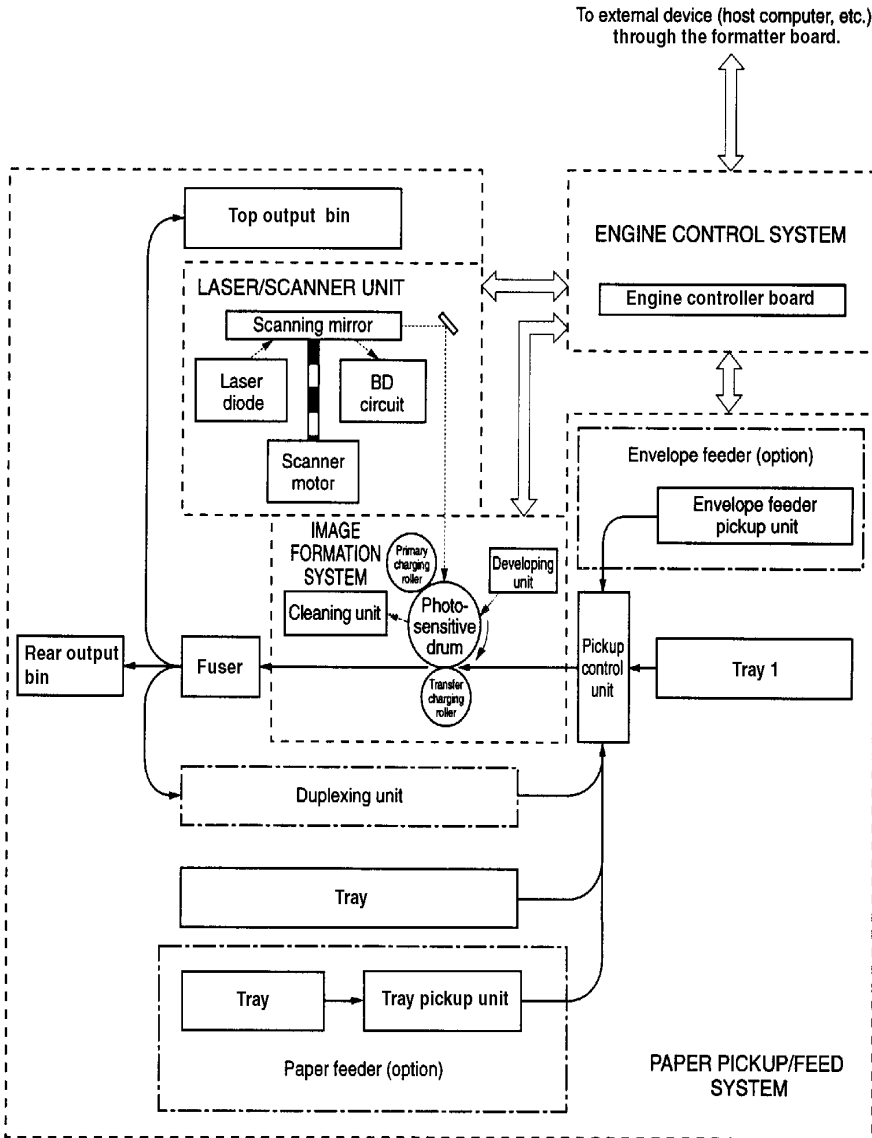 To external device (host computer, etc.)
through the formatter board.
Top output bin
ENGINE CONTROL SYSTEM
Engine controller board
LASER/SCANNER UNIT
Scanning mirror
Laser
diode
BD
circuit
Scanner
motor
Envelope feeder (option)
Envelope feeder
pickup unit
IMAGE
FORMATION
SYSTEM
Primary
charging
roller
Developing
unit
Cleaning unit
Photo-
sensitive
drum
Transfer
charging
roller
Rear output
bin
Fuser
Pickup
control
unit
Tray 1
Duplexing unit
Tray
Tray
Tray pickup unit
Paper feeder (option)
PAPER PICKUP/FEED
SYSTEM